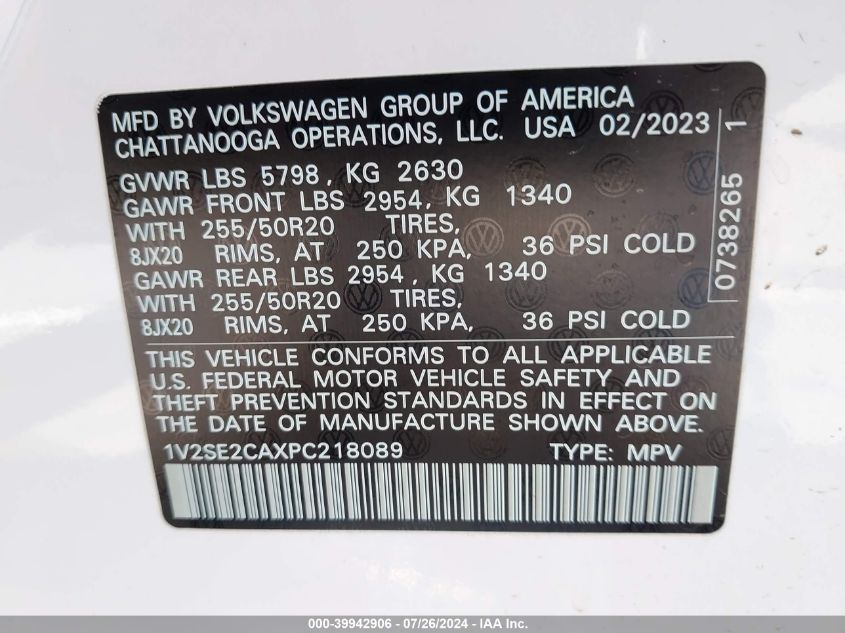 MFD BY VOLKSWAGEN GROUP OF AMERICA
CHATTANOOGA OPERATIONS, LLC. USA 02/2023
GVWR LBS 5798, KG 2630
GAWR FRONT LBS 2954, KG 1340
WITH 255/50R20 TIRES,
8JX20 RIMS, AT 250 KPA, 36 PSI COLD
GAWR REAR LBS 2954, KG 1340
WITH 255/50R20 TIRES,
8JX20 RIMS, AT 250 KPA, 36 PSI COLD
0738265 1
THIS VEHICLE CONFORMS TO ALL APPLICABLE
U.S. FEDERAL MOTOR VEHICLE SAFETY AND
THEFT PREVENTION STANDARDS IN EFFECT ON
THE DATE OF MANUFACTURE SHOWN ABOVE.
1V2SE2CAXPC218089 TYPE: MPV
000-39942906 - 07/26/2024 - IAA Inc.